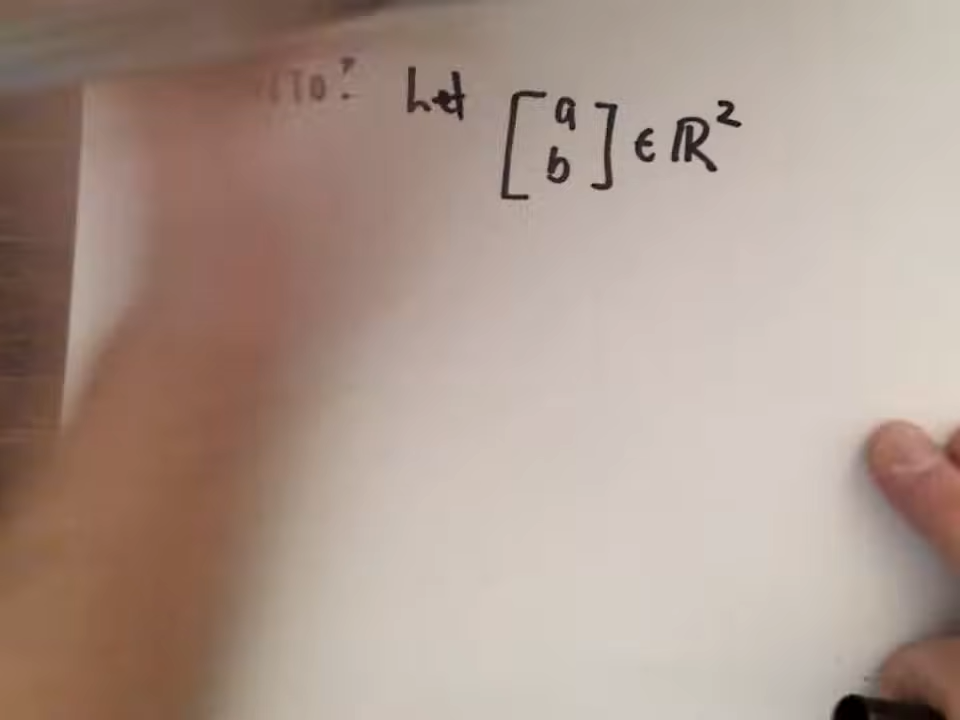 Let [a b] ∈ ℝ²